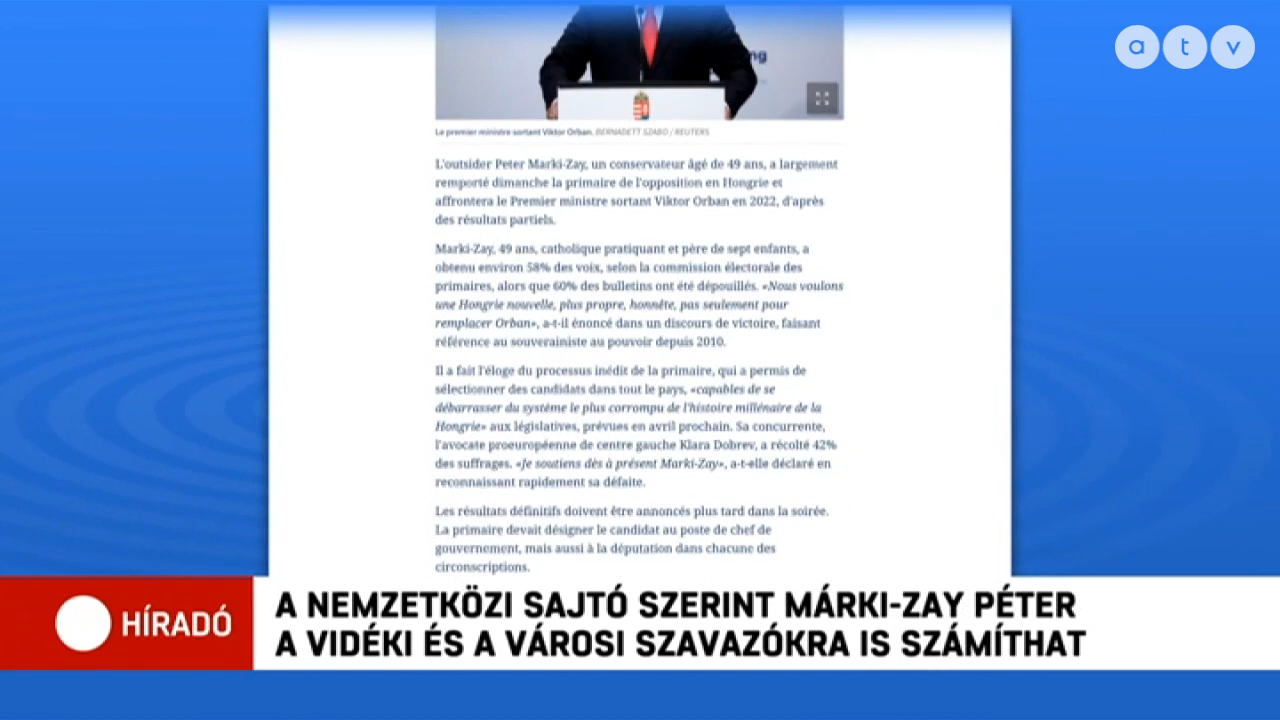 atv
ng
Le premier ministre sortant Viktor Orban. BERNADETT SZABO / REUTERS
L'outsider Peter Marki-Zay, un conservateur âgé de 49 ans, a largement
remporté dimanche la primaire de l'opposition en Hongrie et
affrontera le Premier ministre sortant Viktor Orban en 2022, d'après
des résultats partiels.
Marki-Zay, 49 ans, catholique pratiquant et père de sept enfants, a
obtenu environ 58% des voix, selon la commission électorale des
primaires, alors que 60% des bulletins ont été dépouillés. «Nous voulons
une Hongrie nouvelle, plus propre, honnête, pas seulement pour
remplacer Orban», a-t-il énoncé dans un discours de victoire, faisant
référence au souverainiste au pouvoir depuis 2010.
Il a fait l'éloge du processus inédit de la primaire, qui a permis de
sélectionner des candidats dans tout le pays, «capables de se
débarrasser du système le plus corrompu de l'histoire millénaire de la
Hongrie» aux législatives, prévues en avril prochain. Sa concurrente,
l'avocate proeuropéenne de centre gauche Klara Dobrev, a récolté 42%
des suffrages. «Je soutiens dès à présent Marki-Zay», a-t-elle déclaré en
reconnaissant rapidement sa défaite.
Les résultats définitifs doivent être annoncés plus tard dans la soirée.
La primaire devait désigner le candidat au poste de chef de
gouvernement, mais aussi à la députation dans chacune des
circonscriptions.
HÍRADÓ
A NEMZETKÖZI SAJTÓ SZERINT MÁRKI-ZAY PÉTER
A VIDÉKI ÉS A VÁROSI SZAVAZÓKRA IS SZÁMÍTHAT